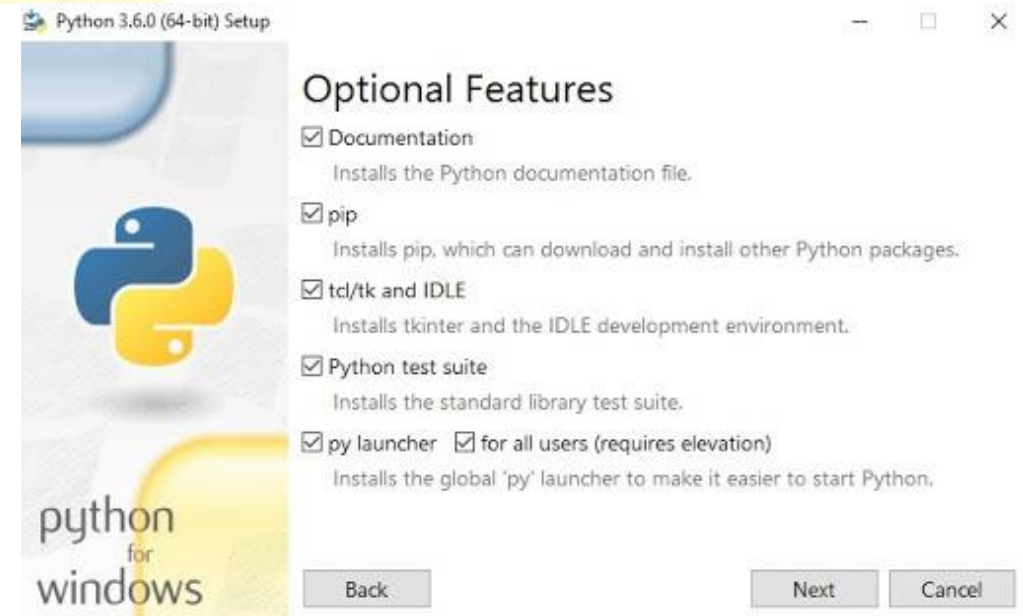 Python 3.6.0 (64-bit) Setup
Optional Features
Documentation
Installs the Python documentation file.
pip
Installs pip, which can download and install other Python packages.
tcl/tk and IDLE
Installs tkinter and the IDLE development environment.
Python test suite
Installs the standard library test suite.
py launcher for all users (requires elevation)
Installs the global 'py' launcher to make it easier to start Python.
python
for
windows
Back Next Cancel